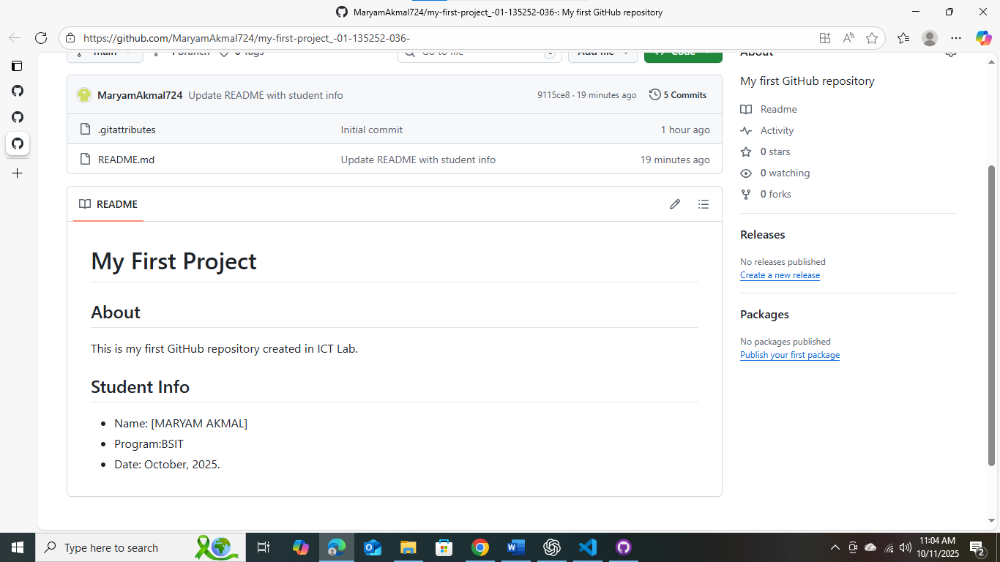 MaryamAkmal724/my-first-project_-01-135252-036-: My first GitHub repository
https://github.com/MaryamAkmal724/my-first-project_-01-135252-036-
main 1 Branch 0 Tags Go to file Add file Code
About
My first GitHub repository
MaryamAkmal724 Update README with student info 9115ce8 · 19 minutes ago 5 Commits
.gitattributes Initial commit 1 hour ago
README.md Update README with student info 19 minutes ago
Readme
Activity
0 stars
0 watching
0 forks
README
My First Project
About
This is my first GitHub repository created in ICT Lab.
Student Info
Name: [MARYAM AKMAL]
Program:BSIT
Date: October, 2025.
Releases
No releases published
Create a new release
Packages
No packages published
Publish your first package
Type here to search
11:04 AM
10/11/2025
2